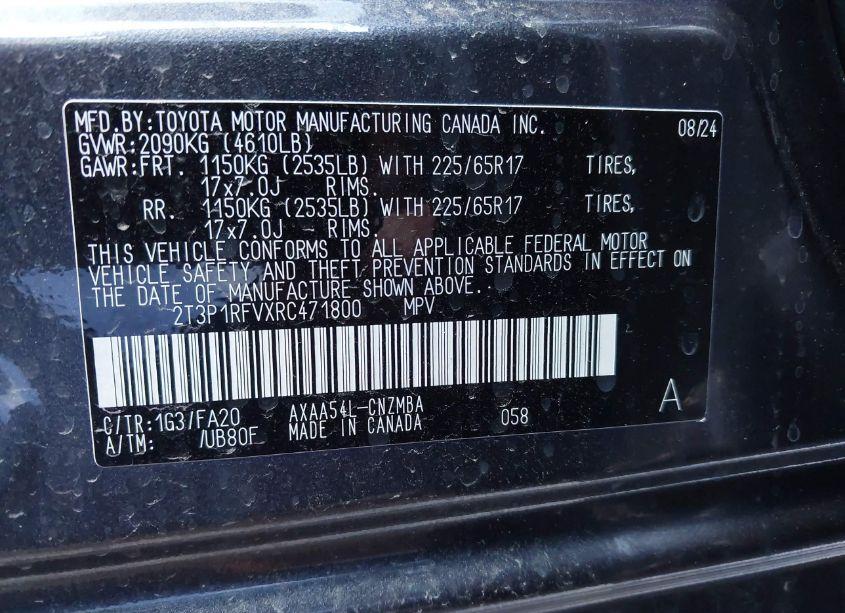 MFD.BY:TOYOTA MOTOR MANUFACTURING CANADA INC. 08/24
GVWR:2090KG (4610LB)
GAWR:FRT. 1150KG (2535LB) WITH 225/65R17 TIRES,
17x7.0J RIMS.
RR. 1150KG (2535LB) WITH 225/65R17 TIRES,
17x7.0J RIMS.
THIS VEHICLE CONFORMS TO ALL APPLICABLE FEDERAL MOTOR
VEHICLE SAFETY AND THEFT PREVENTION STANDARDS IN EFFECT ON
THE DATE OF MANUFACTURE SHOWN ABOVE.
2T3P1RFVXRC471800 MPV
C/TR:1G3/FA20 AXAA54L-CNZMBA 058 A
A/TM: /UB80F MADE IN CANADA